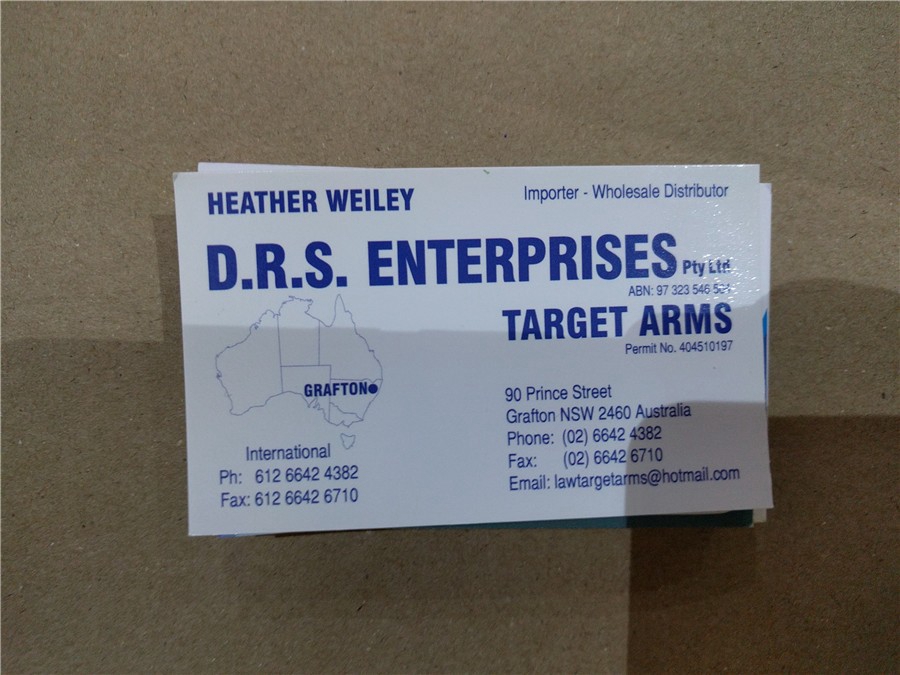 HEATHER WEILEY
Importer - Wholesale Distributor
D.R.S. ENTERPRISES Pty Ltd
ABN: 97 323 546
TARGET ARMS
Permit No. 404510197
GRAFTON
90 Prince Street
Grafton NSW 2460 Australia
Phone: (02) 6642 4382
Fax: (02) 6642 6710
Email: lawtargetarms@hotmail.com
International
Ph: 612 6642 4382
Fax: 612 6642 6710